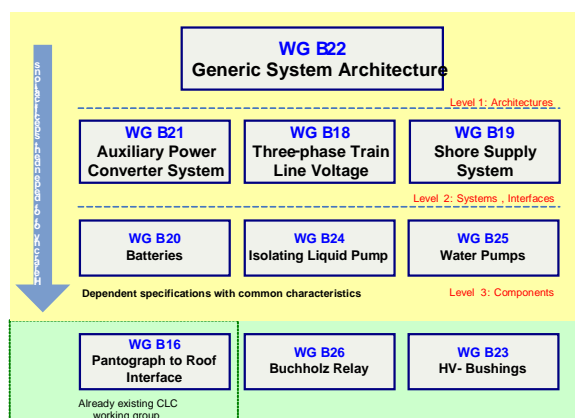 WG B22
Generic System Architecture
Level 1: Architectures
WG B21
Auxiliary Power
Converter System
WG B18
Three-phase Train
Line Voltage
WG B19
Shore Supply
System
Level 2: Systems , Interfaces
WG B20
Batteries
WG B24
Isolating Liquid Pump
WG B25
Water Pumps
Dependent specifications with common characteristics
Level 3: Components
WG B16
Pantograph to Roof
Interface
WG B26
Buchholz Relay
WG B23
HV- Bushings
Already existing CLC
working group